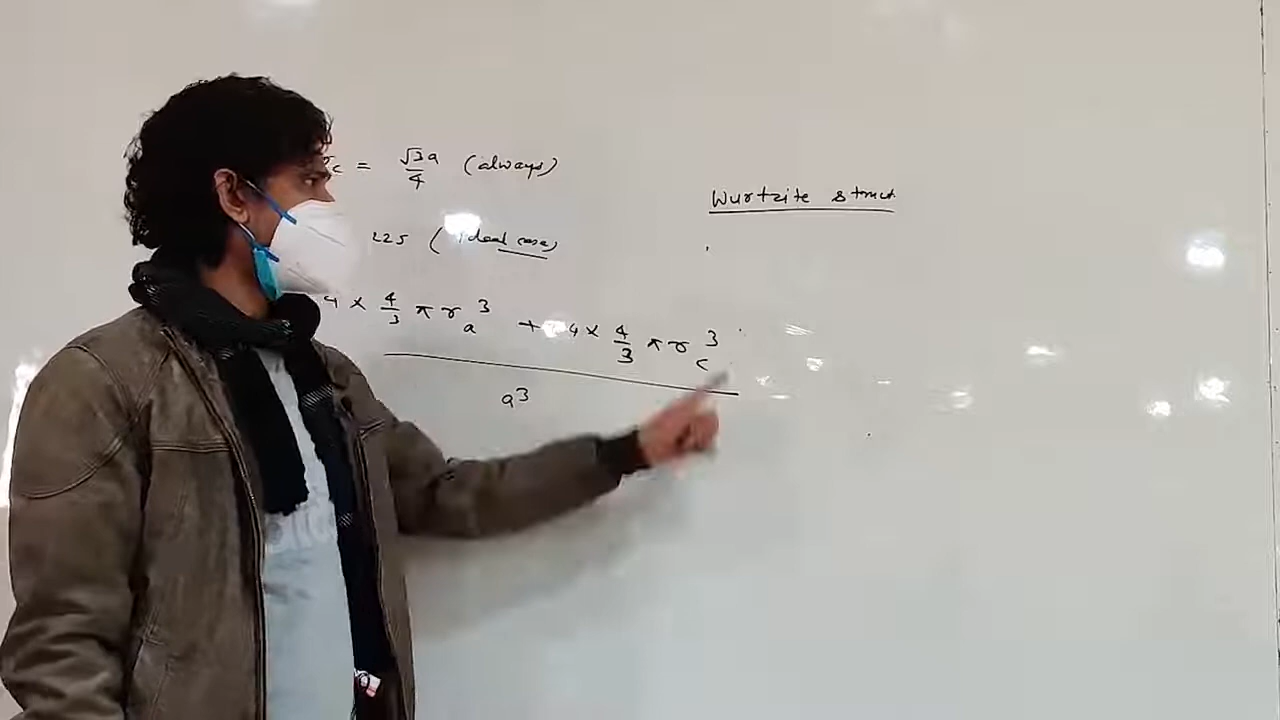 r_c = √3a/4 (always)
225 (ideal case)
4 × 4/3 π r_a^3 + 4 × 4/3 π r_c^3
a^3
Wurtzite struct.